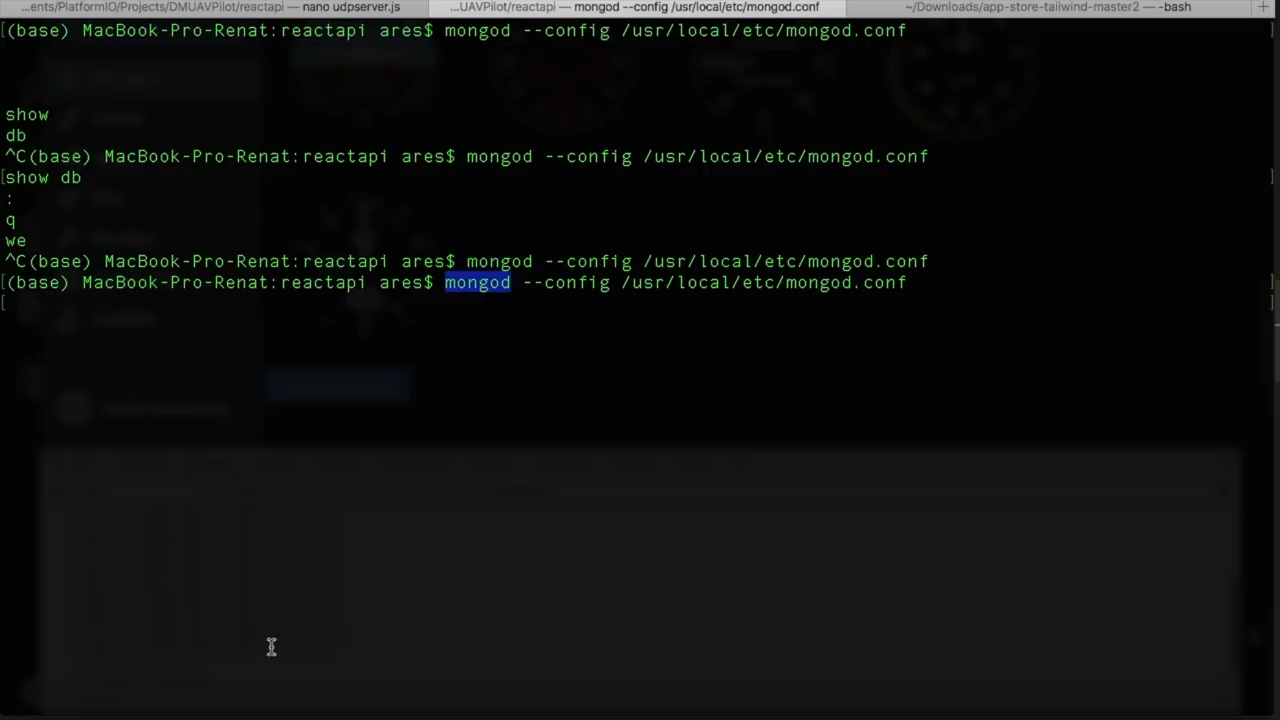 ...ents/PlatformIO/Projects/DMUAVPilot/reactapi — nano udpserver.js
...UAVPilot/reactapi — mongod --config /usr/local/etc/mongod.conf
~/Downloads/app-store-tailwind-master2 — -bash
+
[(base) MacBook-Pro-Renat:reactapi ares$ mongod --config /usr/local/etc/mongod.conf ]
show
db
^C(base) MacBook-Pro-Renat:reactapi ares$ mongod --config /usr/local/etc/mongod.conf
[show db ]
:
q
we
^C(base) MacBook-Pro-Renat:reactapi ares$ mongod --config /usr/local/etc/mongod.conf
[(base) MacBook-Pro-Renat:reactapi ares$ mongod --config /usr/local/etc/mongod.conf ]
[ ]